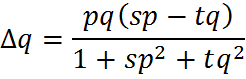 Δq = pq(sp − tq) / (1 + sp² + tq²)